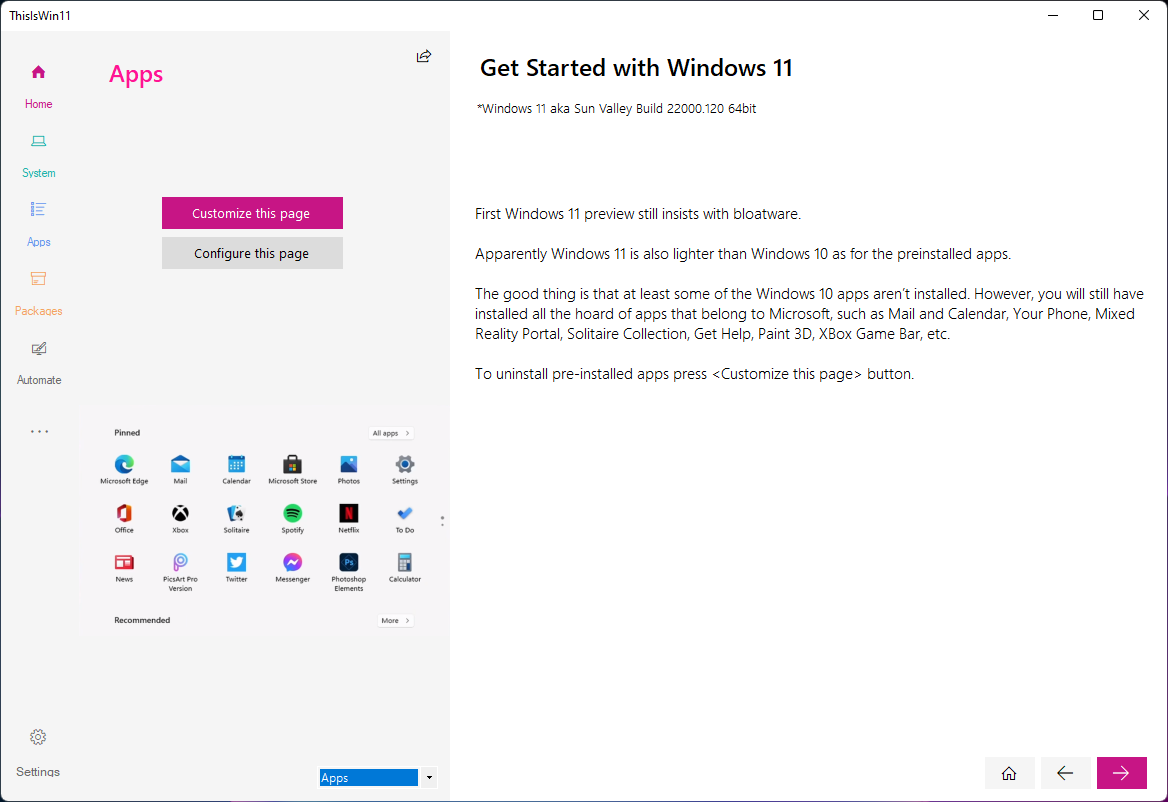 ThisIsWin11
Home
System
Apps
Packages
Automate
Settings
Apps
Customize this page
Configure this page
Pinned
All apps >
Microsoft Edge
Mail
Calendar
Microsoft Store
Photos
Settings
Office
Xbox
Solitaire
Spotify
Netflix
To Do
News
PicsArt Pro
Version
Twitter
Messenger
Photoshop
Elements
Calculator
Recommended
More >
Apps
Get Started with Windows 11
*Windows 11 aka Sun Valley Build 22000.120 64bit
First Windows 11 preview still insists with bloatware.
Apparently Windows 11 is also lighter than Windows 10 as for the preinstalled apps.
The good thing is that at least some of the Windows 10 apps aren’t installed. However, you will still have
installed all the hoard of apps that belong to Microsoft, such as Mail and Calendar, Your Phone, Mixed
Reality Portal, Solitaire Collection, Get Help, Paint 3D, XBox Game Bar, etc.
To uninstall pre-installed apps press <Customize this page> button.